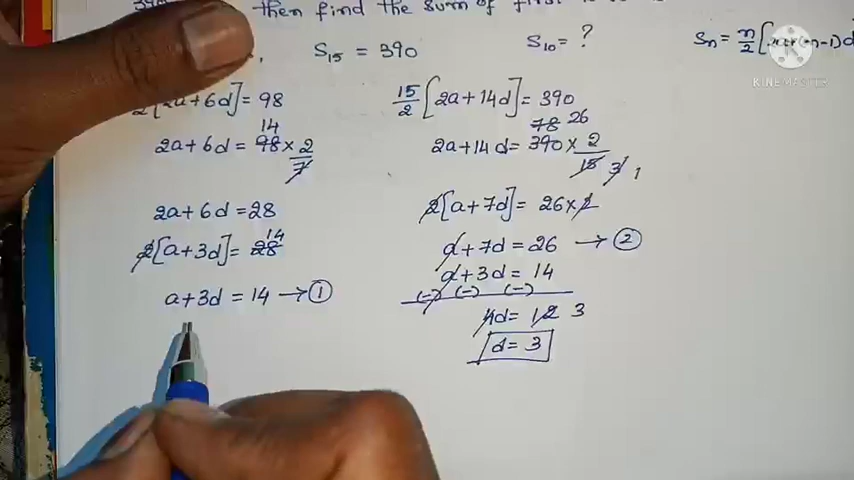 then find the sum of first
S15 = 390
S10 = ?
Sn = n/2 [
[2a+6d] = 98
15/2 [2a+14d] = 390
14
78 26
2a+6d = 98 × 2/7
2a+14d = 390 × 2/15 3 1
2a+6d = 28
2[a+7d] = 26×2
14
2[a+3d] = 28
a+7d = 26 → ②
a+3d = 14
a+3d = 14 → ①
(-) (-) (-)
4d = 12 3
d = 3
KINEMASTER